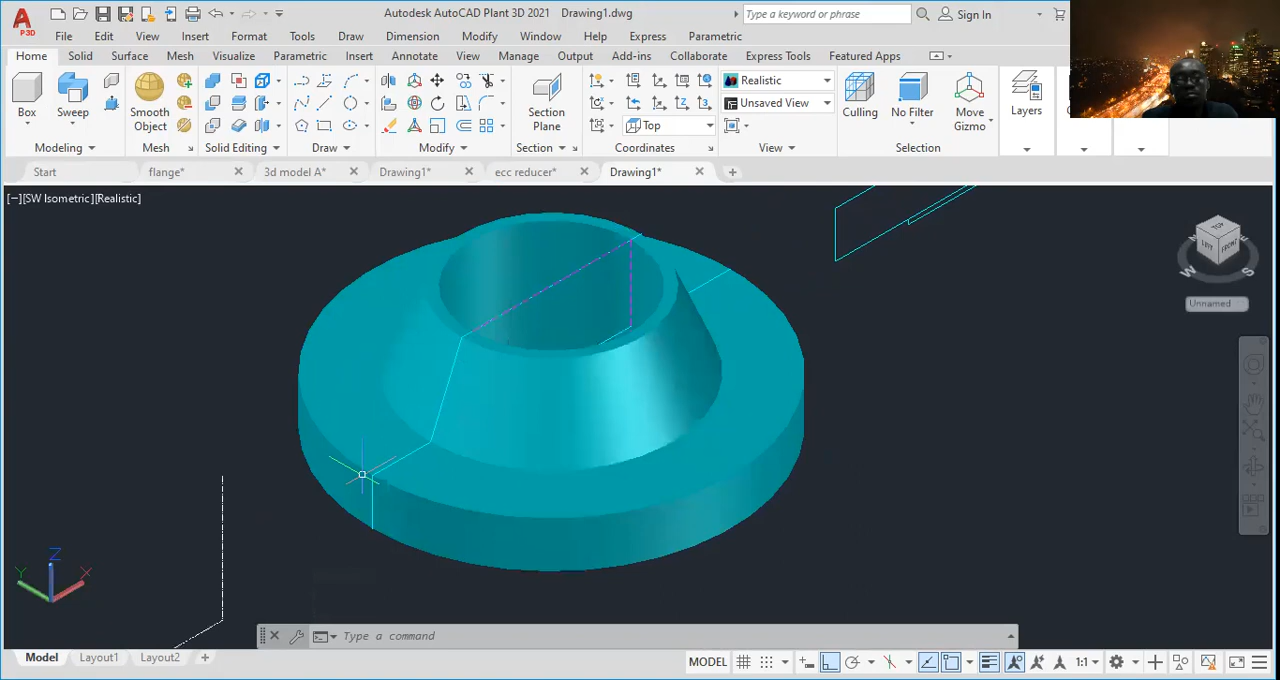 Autodesk AutoCAD Plant 3D 2021 Drawing1.dwg
Type a keyword or phrase
Sign In
P3D
File Edit View Insert Format Tools Draw Dimension Modify Window Help Express Parametric
Home Solid Surface Mesh Visualize Parametric Insert Annotate View Manage Output Add-ins Collaborate Express Tools Featured Apps
Box Sweep Smooth Object Section Plane Top Realistic Unsaved View Culling No Filter Move Gizmo Layers
Modeling Mesh Solid Editing Draw Modify Section Coordinates View Selection
Start flange* 3d model A* Drawing1* ecc reducer* Drawing1*
[−][SW Isometric][Realistic]
TOP
LEFT FRONT
W S
Unnamed
Z
Y X
Type a command
Model Layout1 Layout2
MODEL 1:1